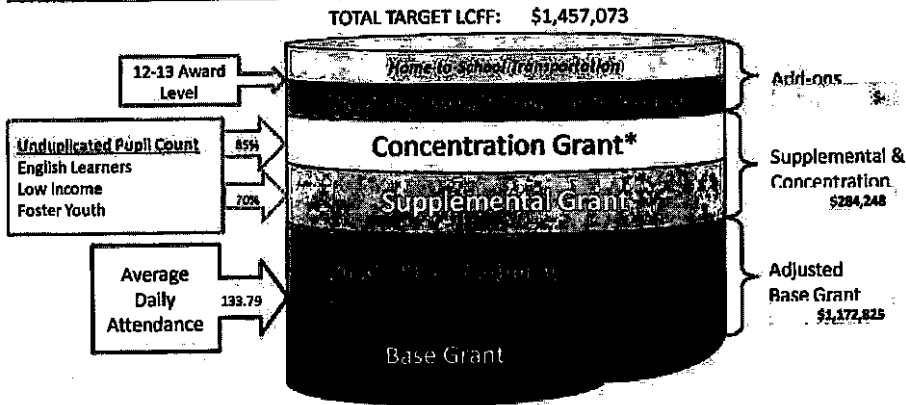 TOTAL TARGET LCFF: $1,457,073
Home-to-School Transportation
12-13 Award
Level
Add-ons
$
Unduplicated Pupil Count
English Learners
Low Income
Foster Youth
85%
70%
Concentration Grant*
Supplemental Grant
Supplemental &
Concentration
$284,248
Average
Daily
Attendance
133.79
Base Grant
Adjusted
Base Grant
$1,172,825